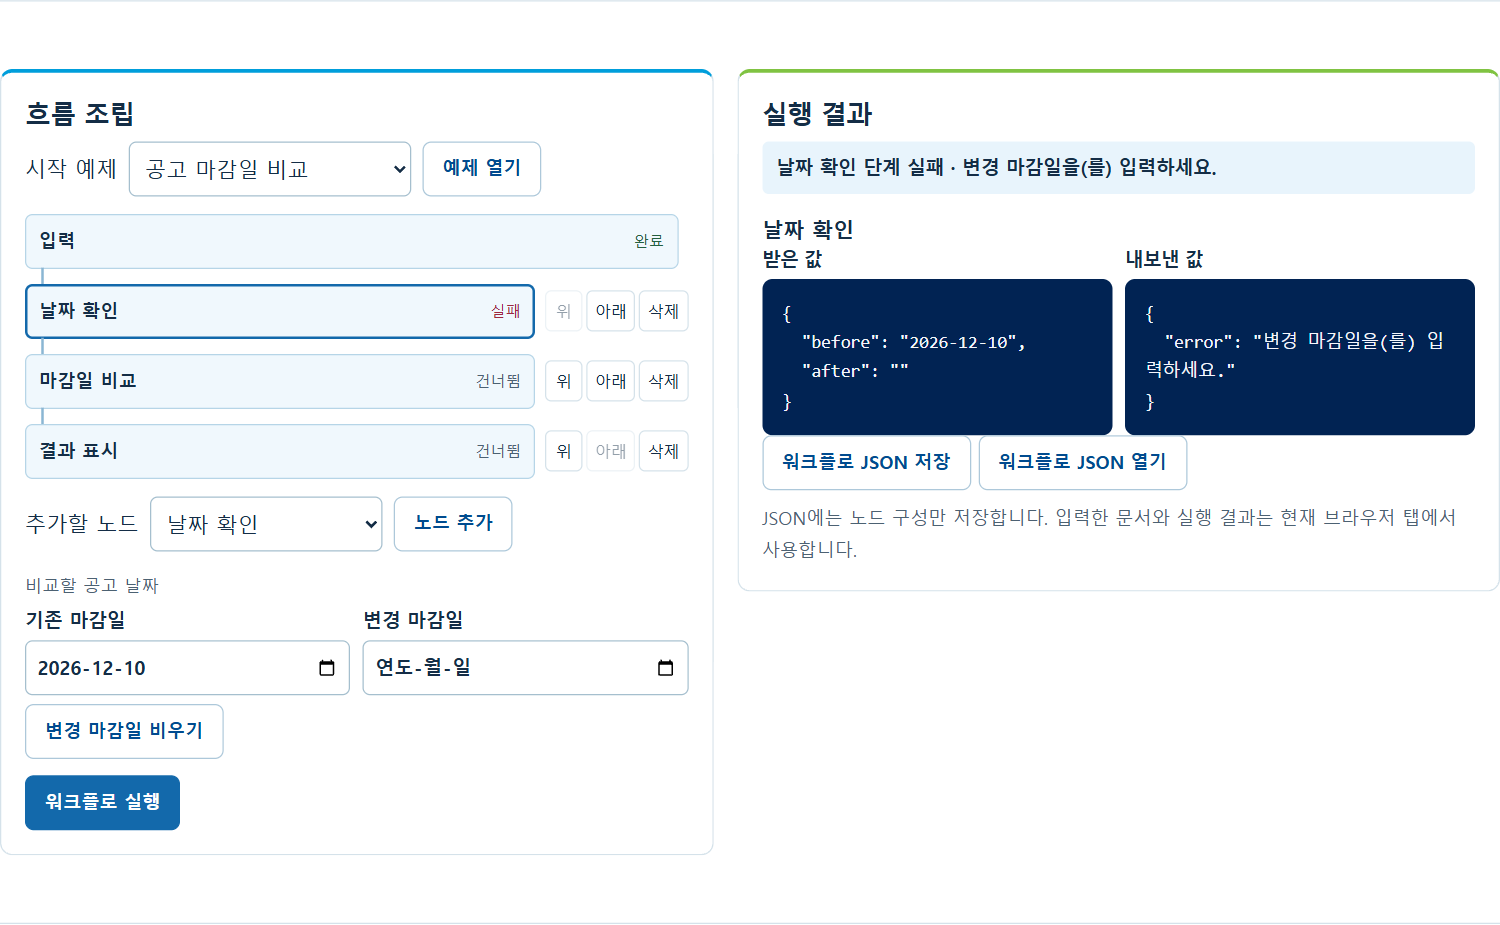 흐름 조립
시작 예제
공고 마감일 비교
예제 열기
입력
완료
날짜 확인
실패
위
아래
삭제
마감일 비교
건너뜀
위
아래
삭제
결과 표시
건너뜀
위
아래
삭제
추가할 노드
날짜 확인
노드 추가
비교할 공고 날짜
기존 마감일
변경 마감일
2026-12-10
연도-월-일
변경 마감일 비우기
워크플로 실행
실행 결과
날짜 확인 단계 실패 · 변경 마감일을(를) 입력하세요.
날짜 확인
받은 값
{
"before": "2026-12-10",
"after": ""
}
내보낸 값
{
"error": "변경 마감일을(를) 입
력하세요."
}
워크플로 JSON 저장
워크플로 JSON 열기
JSON에는 노드 구성만 저장합니다. 입력한 문서와 실행 결과는 현재 브라우저 탭에서
사용합니다.